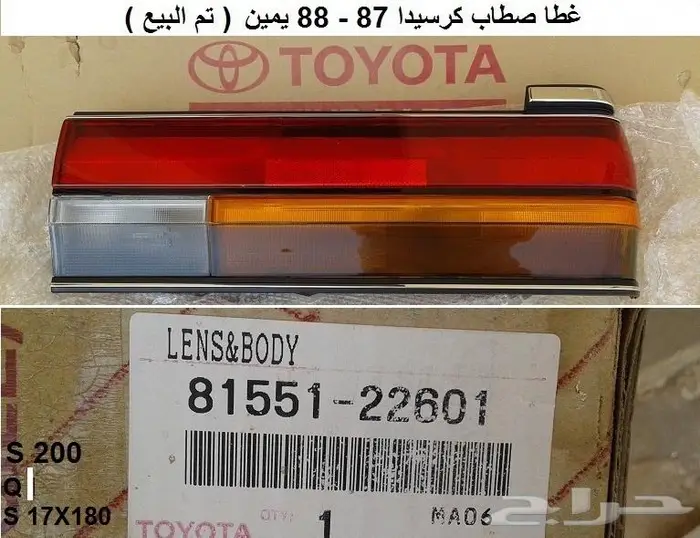 غطا صطاب كرسيدا 87 - 88 يمين ( تم البيع )
TOYOTA
LENS&BODY
81551-22601
S 200
Q
S 17X180
TOYOTA
QTY:
1
MA06
حراج